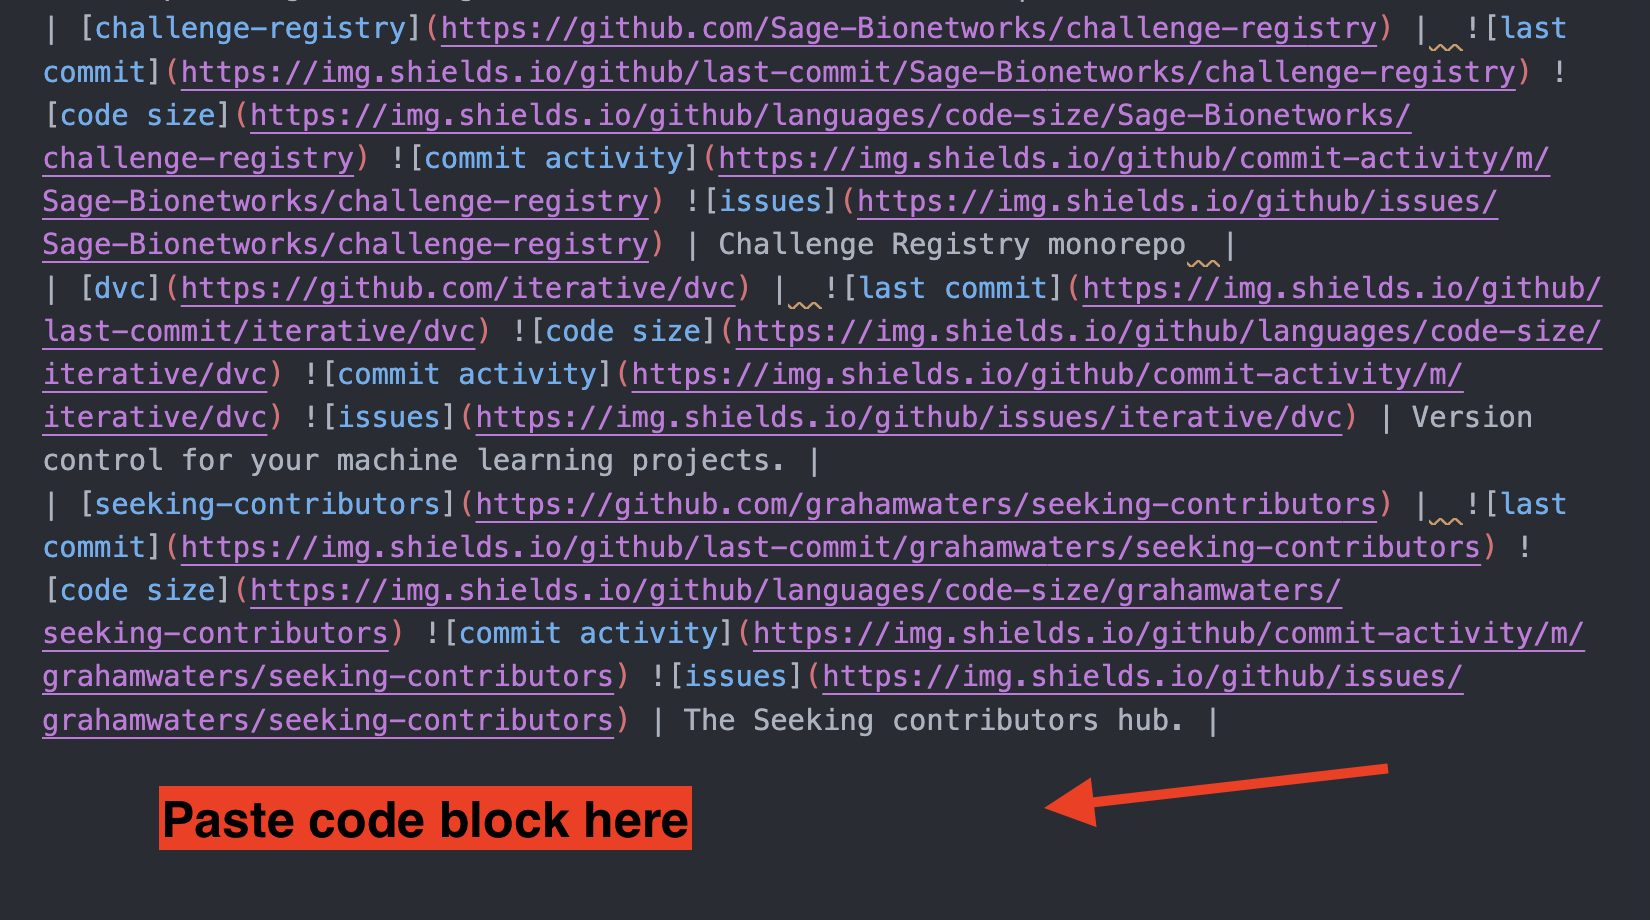 | [challenge-registry](https://github.com/Sage-Bionetworks/challenge-registry) |  ![last
commit](https://img.shields.io/github/last-commit/Sage-Bionetworks/challenge-registry) !
[code size](https://img.shields.io/github/languages/code-size/Sage-Bionetworks/
challenge-registry) ![commit activity](https://img.shields.io/github/commit-activity/m/
Sage-Bionetworks/challenge-registry) ![issues](https://img.shields.io/github/issues/
Sage-Bionetworks/challenge-registry) | Challenge Registry monorepo  |
| [dvc](https://github.com/iterative/dvc) |  ![last commit](https://img.shields.io/github/
last-commit/iterative/dvc) ![code size](https://img.shields.io/github/languages/code-size/
iterative/dvc) ![commit activity](https://img.shields.io/github/commit-activity/m/
iterative/dvc) ![issues](https://img.shields.io/github/issues/iterative/dvc) | Version
control for your machine learning projects. |
| [seeking-contributors](https://github.com/grahamwaters/seeking-contributors) |  ![last
commit](https://img.shields.io/github/last-commit/grahamwaters/seeking-contributors) !
[code size](https://img.shields.io/github/languages/code-size/grahamwaters/
seeking-contributors) ![commit activity](https://img.shields.io/github/commit-activity/m/
grahamwaters/seeking-contributors) ![issues](https://img.shields.io/github/issues/
grahamwaters/seeking-contributors) | The Seeking contributors hub. |
Paste code block here